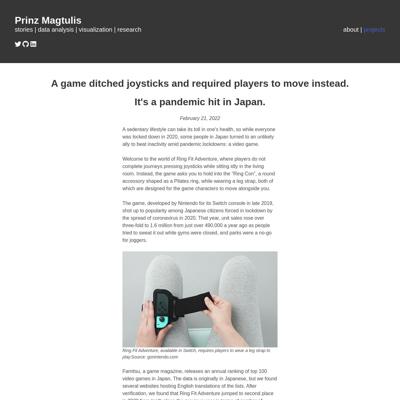 Prinz Magtulis
stories | data analysis | visualization | research
about | projects
A game ditched joysticks and required players to move instead.
It's a pandemic hit in Japan.
February 21, 2022
A sedentary lifestyle can take its toll in one's health, so while everyone
was locked down in 2020, some people in Japan turned to an unlikely
ally to beat inactivity amid pandemic lockdowns: a video game.
Welcome to the world of Ring Fit Adventure, where players do not
complete journeys pressing joysticks while sitting idly in the living
room. Instead, the game asks you to hold into the "Ring Con", a round
accessory shaped as a Pilates ring, while wearing a leg strap, both of
which are designed for the game characters to move alongside you.
The game, developed by Nintendo for its Switch console in late 2019,
shot up to popularity among Japanese citizens forced in lockdown by
the spread of coronavirus in 2020. That year, unit sales rose over
three-fold to 1.6 million from just over 490,000 a year ago as people
tried to sweat it out while gyms were closed, and parks were a no-go
for joggers.
Ring Fit Adventure, available in Switch, requires players to wear a leg strap to
play.Source: gonintendo.com
Famitsu, a game magazine, releases an annual ranking of top 100
video games in Japan. The data is originally in Japanese, but we found
several websites hosting English translations of the lists. After
verification, we found that Ring Fit Adventure jumped to second place